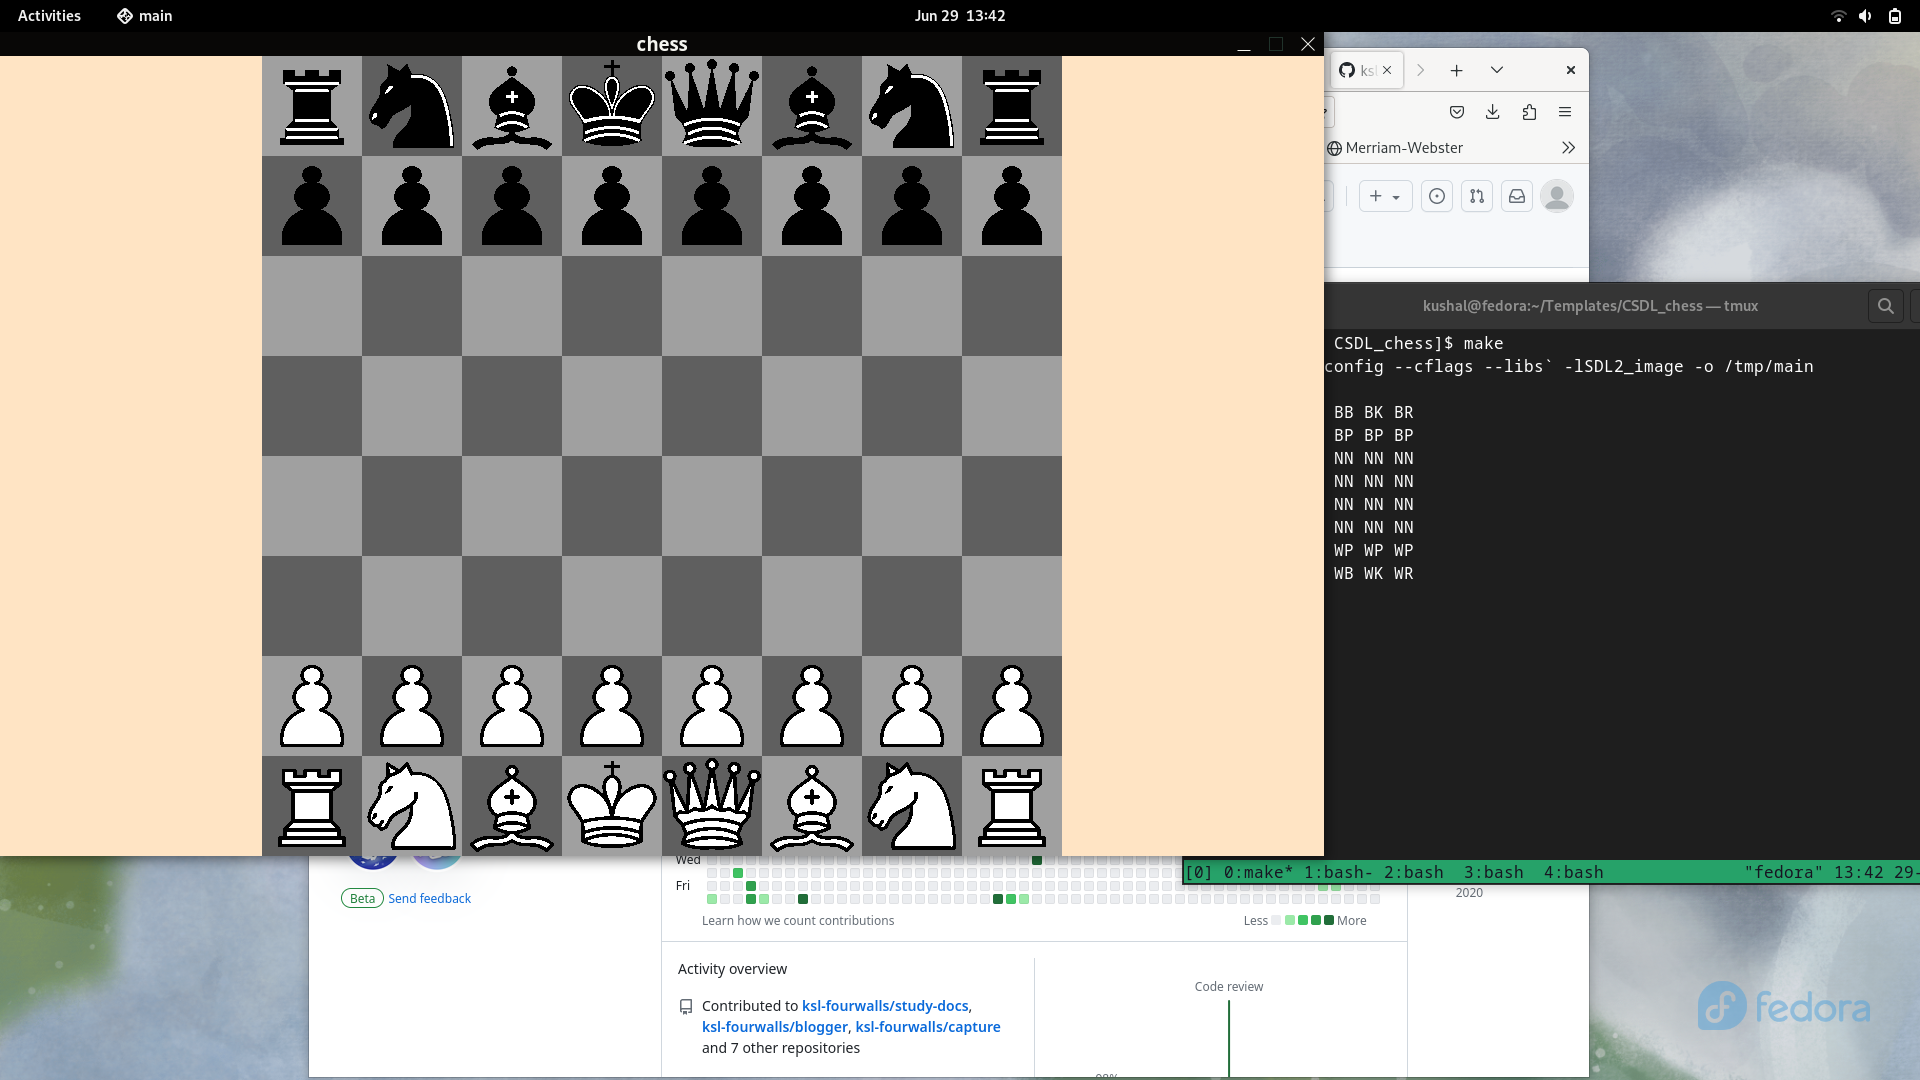 Activities
main
Jun 29 13:42
chess
Merriam-Webster
kushal@fedora:~/Templates/CSDL_chess — tmux
CSDL_chess]$ make
config --cflags --libs` -lSDL2_image -o /tmp/main
BB BK BR
BP BP BP
NN NN NN
NN NN NN
NN NN NN
NN NN NN
WP WP WP
WB WK WR
[0] 0:make* 1:bash- 2:bash 3:bash 4:bash "fedora" 13:42 29-
Wed
Fri
2020
Beta Send feedback
Learn how we count contributions
Less More
Activity overview
Contributed to ksl-fourwalls/study-docs,
ksl-fourwalls/blogger, ksl-fourwalls/capture
and 7 other repositories
Code review
fedora